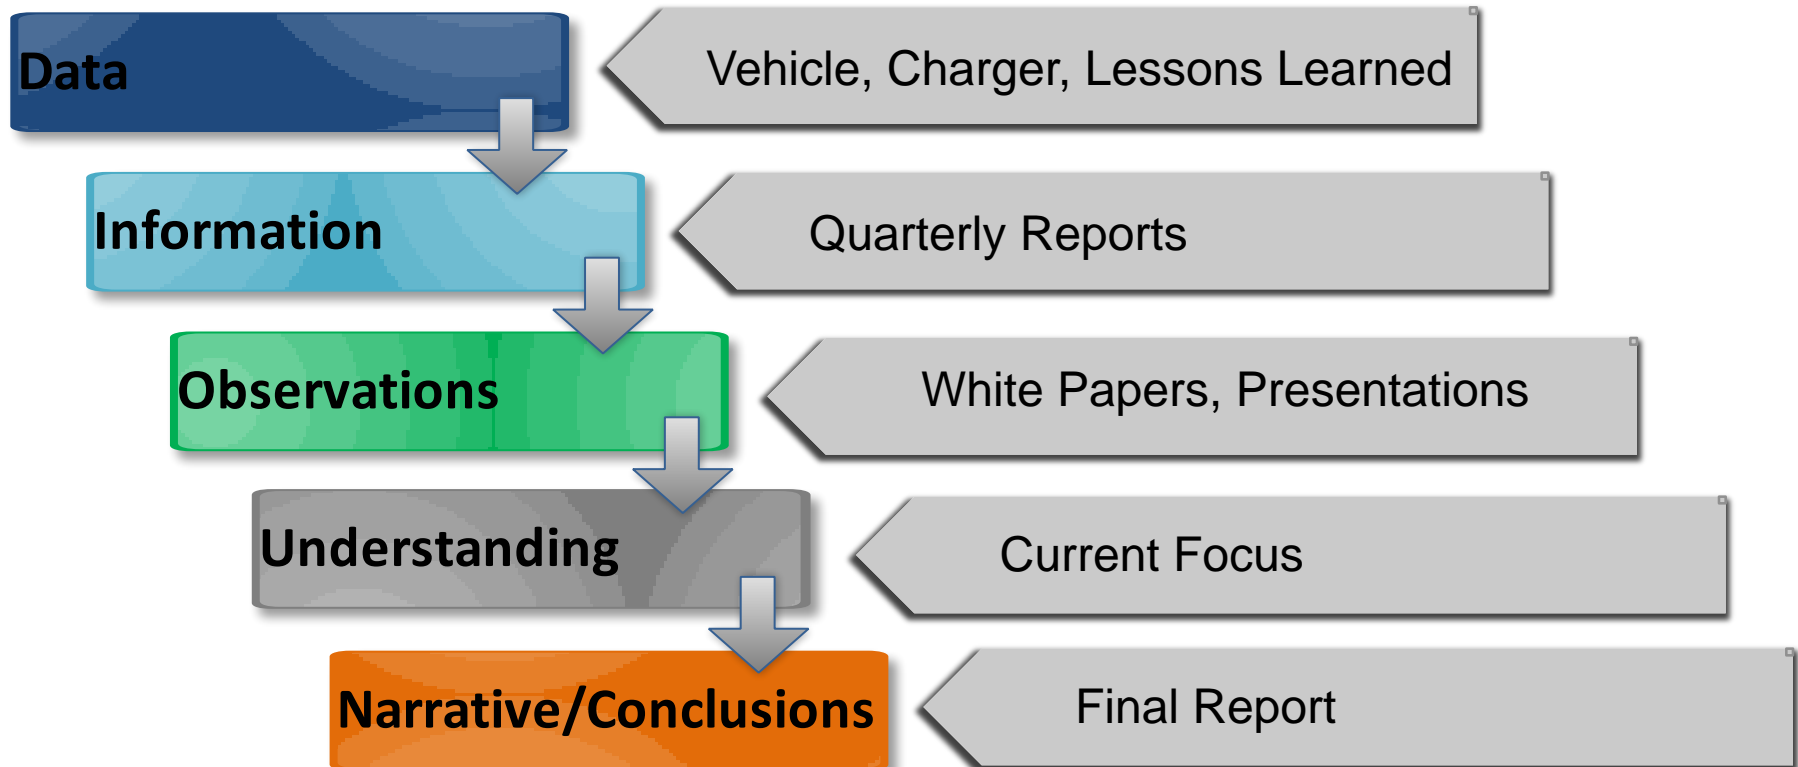 Data
Vehicle, Charger, Lessons Learned
Information
Quarterly Reports
Observations
White Papers, Presentations
Understanding
Current Focus
Narrative/Conclusions
Final Report